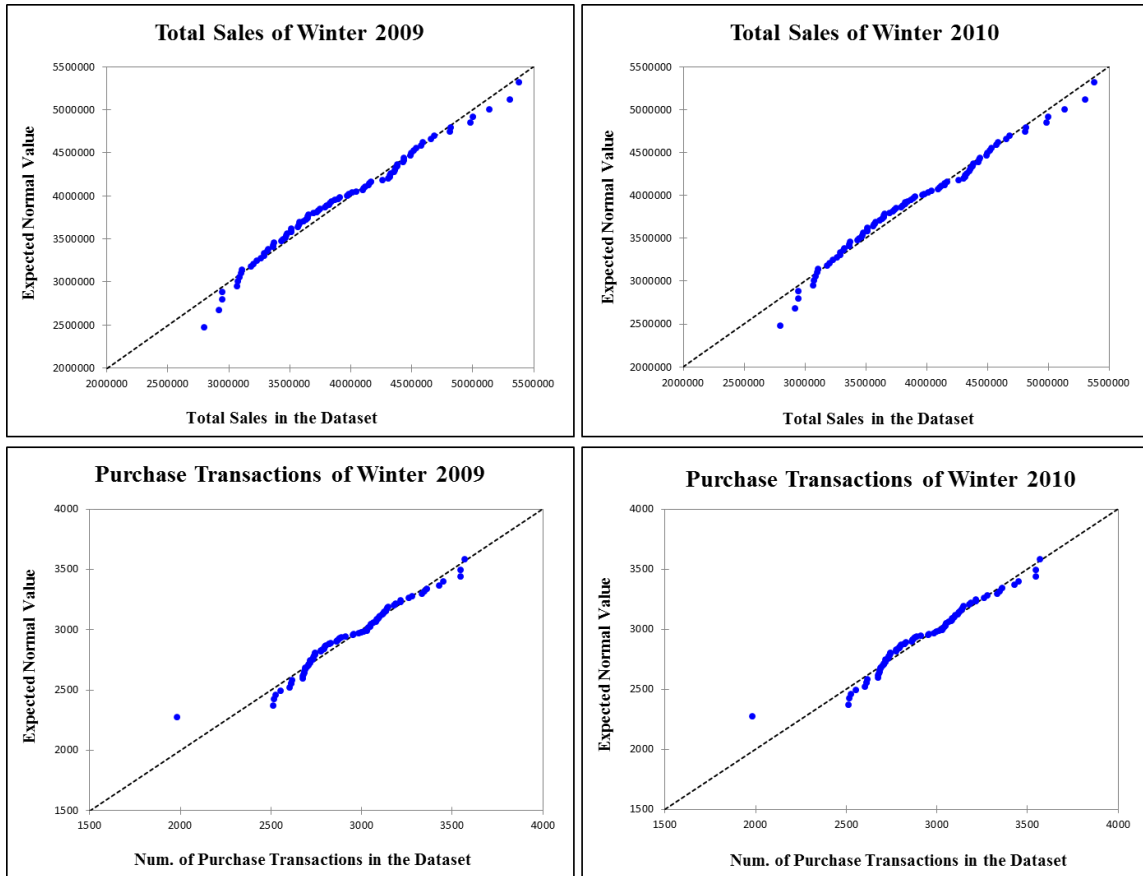 Total Sales of Winter 2009
Expected Normal Value
5500000
5000000
4500000
4000000
3500000
3000000
2500000
2000000
2000000 2500000 3000000 3500000 4000000 4500000 5000000 5500000
Total Sales in the Dataset
Total Sales of Winter 2010
Expected Normal Value
5500000
5000000
4500000
4000000
3500000
3000000
2500000
2000000
2000000 2500000 3000000 3500000 4000000 4500000 5000000 5500000
Total Sales in the Dataset
Purchase Transactions of Winter 2009
Expected Normal Value
4000
3500
3000
2500
2000
1500
1500 2000 2500 3000 3500 4000
Num. of Purchase Transactions in the Dataset
Purchase Transactions of Winter 2010
Expected Normal Value
4000
3500
3000
2500
2000
1500
1500 2000 2500 3000 3500 4000
Num. of Purchase Transactions in the Dataset